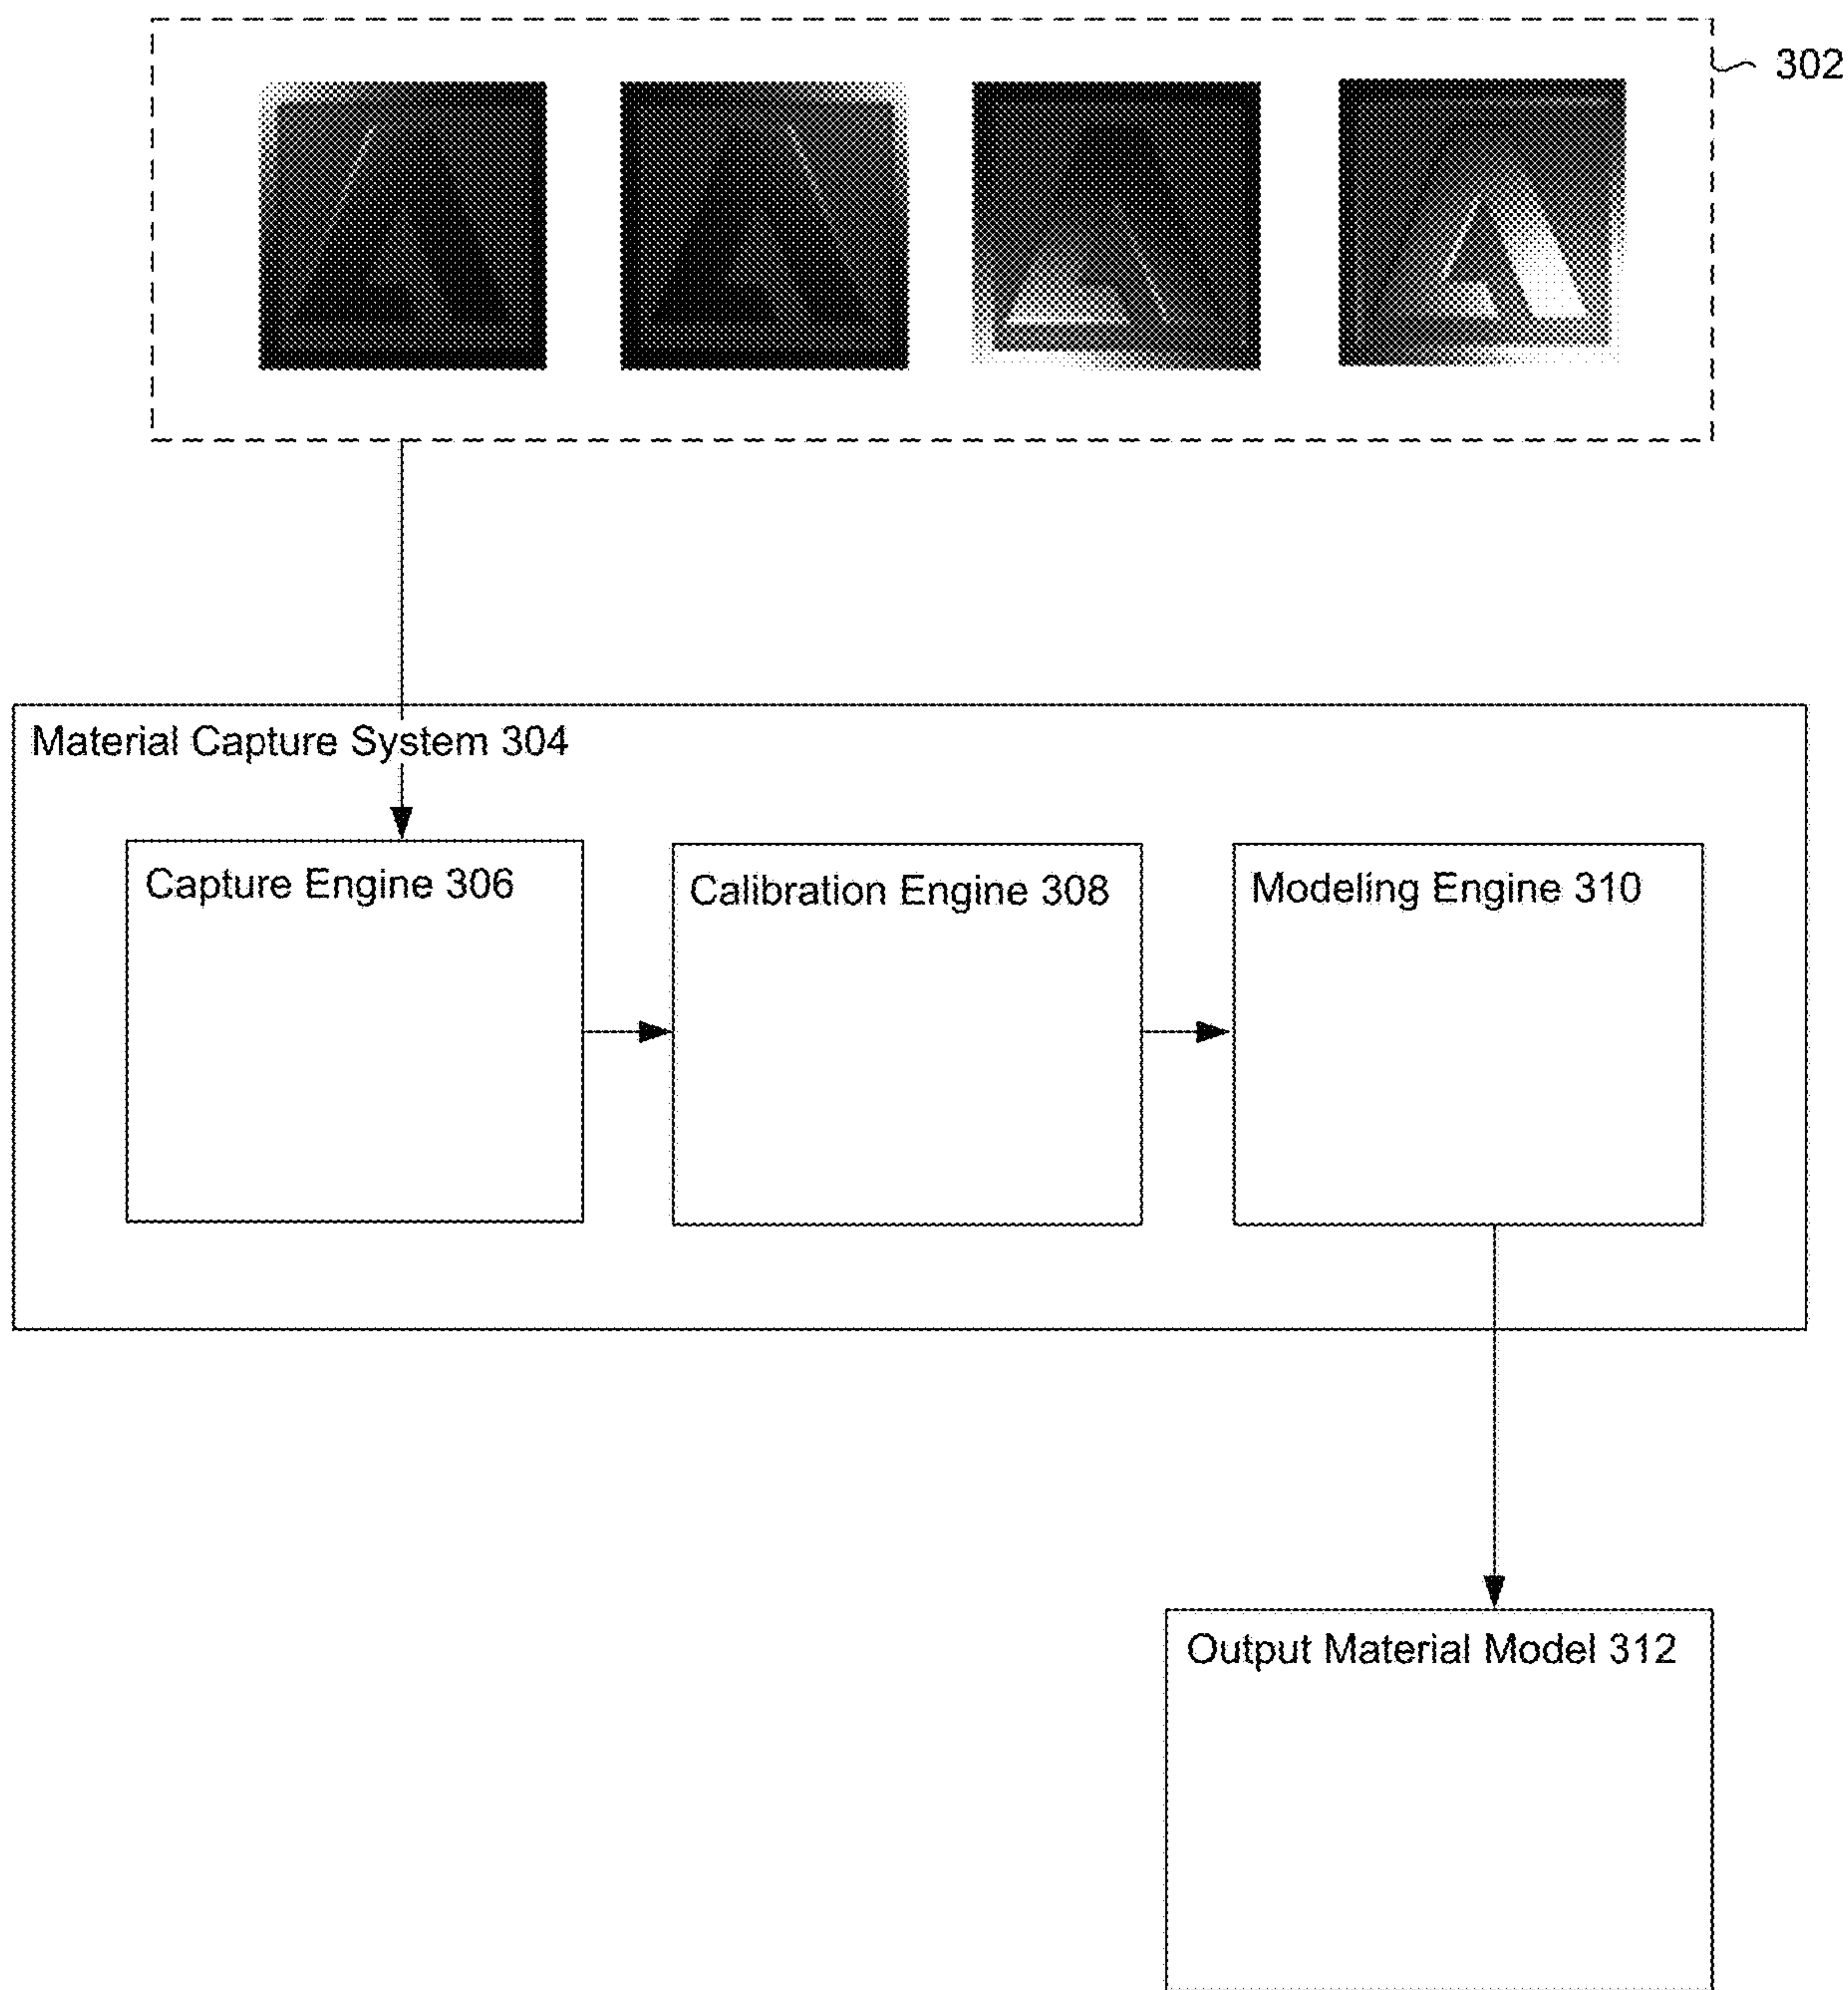 302
Material Capture System 304
Capture Engine 306
Calibration Engine 308
Modeling Engine 310
Output Material Model 312